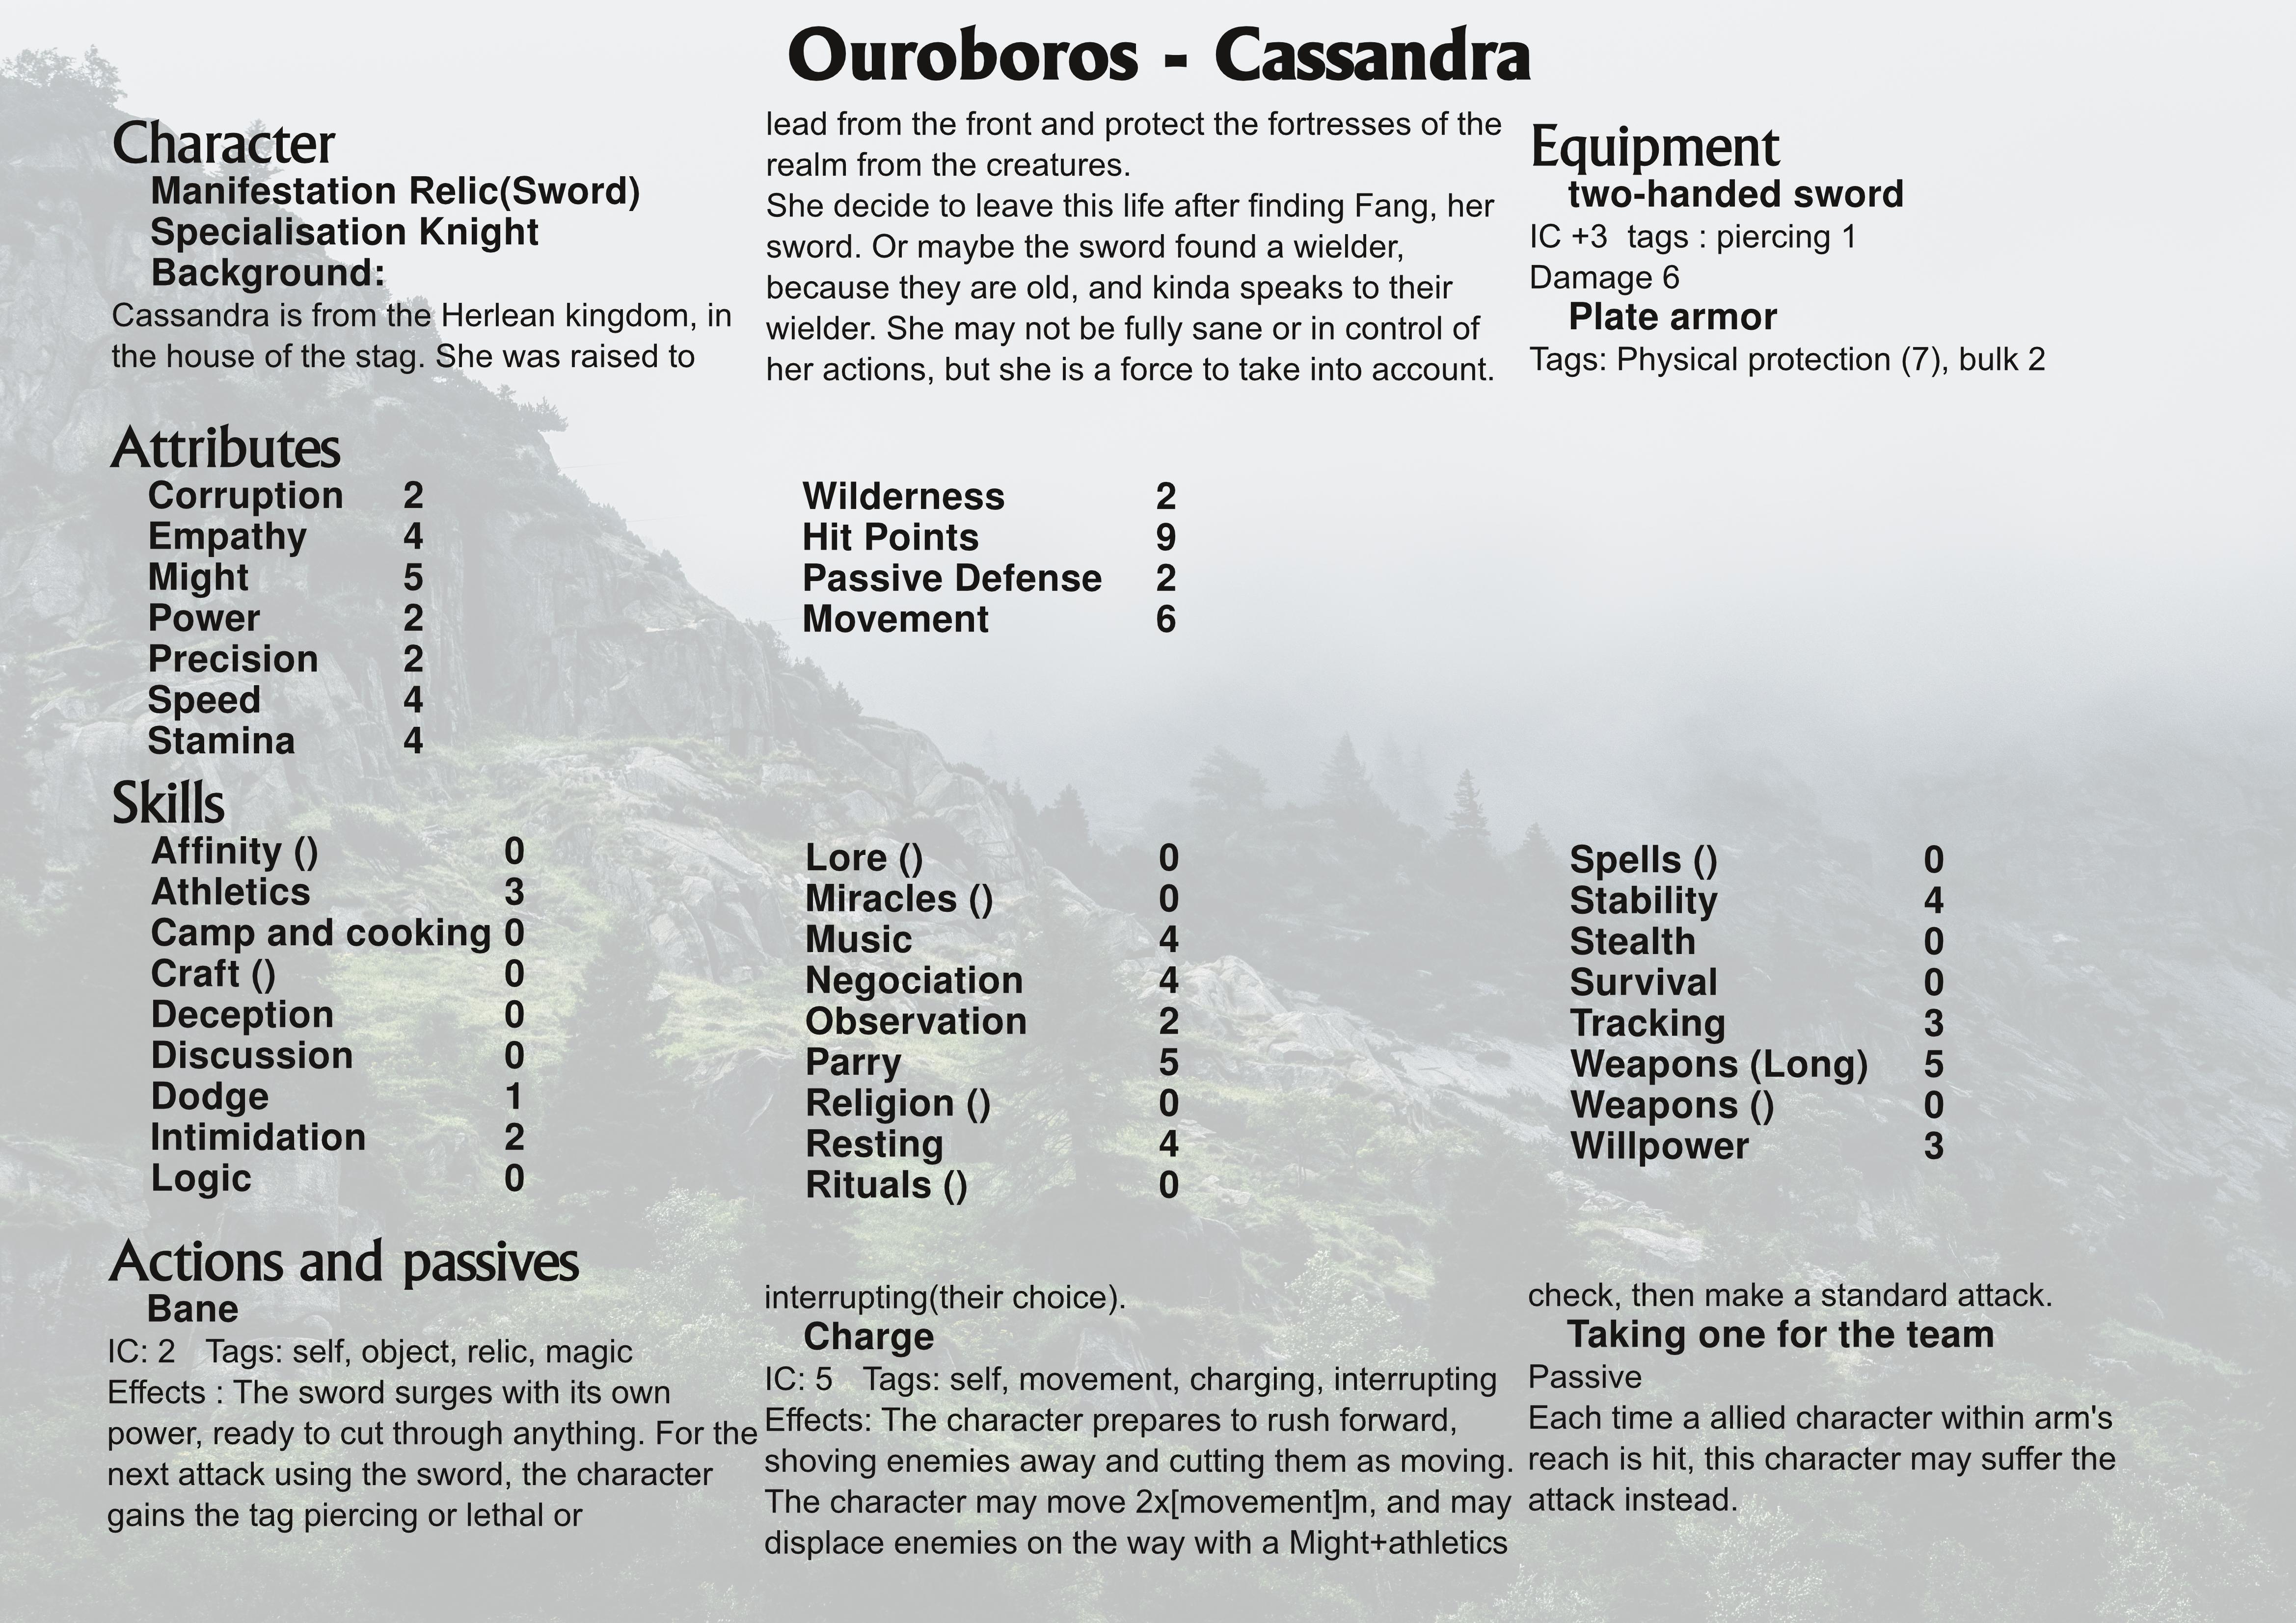 Ouroboros - Cassandra
Character
Manifestation Relic(Sword)
Specialisation Knight
Background:
Cassandra is from the Herlean kingdom, in
the house of the stag. She was raised to
lead from the front and protect the fortresses of the
realm from the creatures.
She decide to leave this life after finding Fang, her
sword. Or maybe the sword found a wielder,
because they are old, and kinda speaks to their
wielder. She may not be fully sane or in control of
her actions, but she is a force to take into account.
Equipment
two-handed sword
IC +3 tags : piercing 1
Damage 6
Plate armor
Tags: Physical protection (7), bulk 2
Attributes
Corruption 2
Empathy 4
Might 5
Power 2
Precision 2
Speed 4
Stamina 4
Wilderness 2
Hit Points 9
Passive Defense 2
Movement 6
Skills
Affinity () 0
Athletics 3
Camp and cooking 0
Craft () 0
Deception 0
Discussion 0
Dodge 1
Intimidation 2
Logic 0
Lore () 0
Miracles () 0
Music 4
Negociation 4
Observation 2
Parry 5
Religion () 0
Resting 4
Rituals () 0
Spells () 0
Stability 4
Stealth 0
Survival 0
Tracking 3
Weapons (Long) 5
Weapons () 0
Willpower 3
Actions and passives
Bane
IC: 2 Tags: self, object, relic, magic
Effects : The sword surges with its own
power, ready to cut through anything. For the
next attack using the sword, the character
gains the tag piercing or lethal or
interrupting(their choice).
Charge
IC: 5 Tags: self, movement, charging, interrupting
Effects: The character prepares to rush forward,
shoving enemies away and cutting them as moving.
The character may move 2x[movement]m, and may
displace enemies on the way with a Might+athletics
check, then make a standard attack.
Taking one for the team
Passive
Each time a allied character within arm's
reach is hit, this character may suffer the
attack instead.